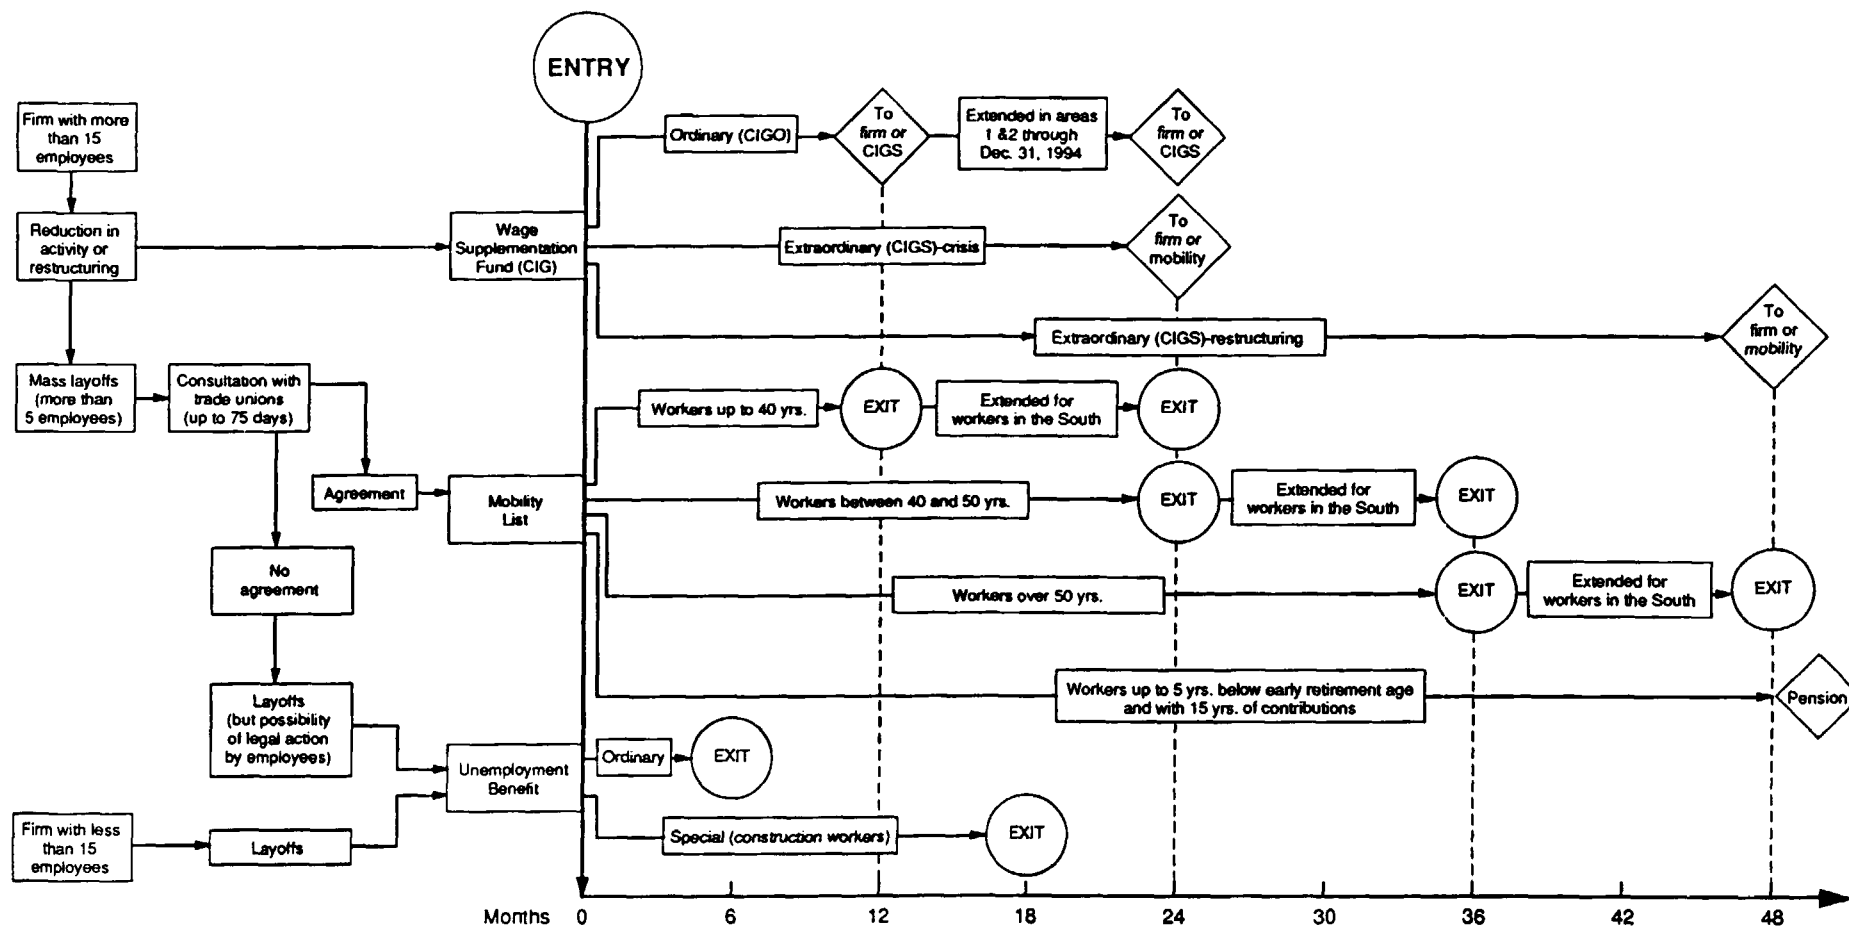 ENTRY
Firm with more
than 15
employees
Ordinary (CIGO)
To
firm or
CIGS
Extended in areas
1 &2 through
Dec. 31, 1994
To
firm or
CIGS
Reduction in
activity or
restructuring
Wage
Supplementation
Fund (CIG)
Extraordinary (CIGS)-crisis
To
firm or
mobility
Extraordinary (CIGS)-restructuring
To
firm or
mobility
Mass layoffs
(more than
5 employees)
Consultation with
trade unions
(up to 75 days)
Workers up to 40 yrs.
EXIT
Extended for
workers in the South
EXIT
Agreement
Mobility
List
Workers between 40 and 50 yrs.
EXIT
Extended for
workers in the South
EXIT
No
agreement
Workers over 50 yrs.
EXIT
Extended for
workers in the South
EXIT
Workers up to 5 yrs. below early retirement age
and with 15 yrs. of contributions
Pension
Layoffs
(but possibility
of legal action
by employees)
Unemployment
Benefit
Ordinary
EXIT
Firm with less
than 15
employees
Layoffs
Special (construction workers)
EXIT
Months 0 6 12 18 24 30 36 42 48